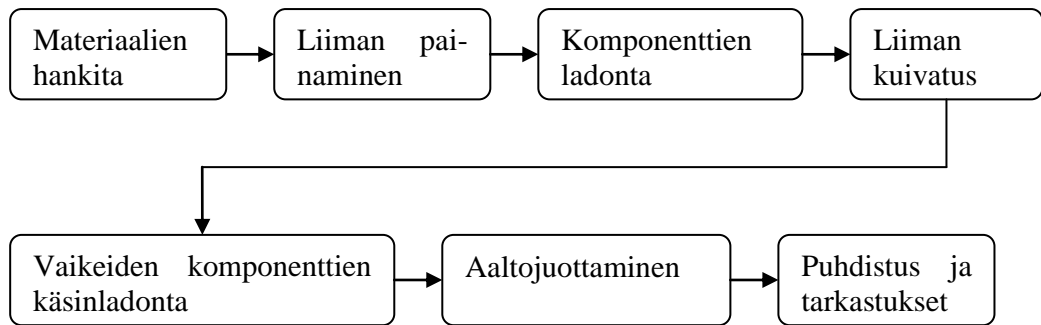 Materiaalien
hankita
Liiman pai-
naminen
Komponenttien
ladonta
Liiman
kuivatus
Vaikeiden komponenttien
käsinladonta
Aaltojuottaminen
Puhdistus ja
tarkastukset